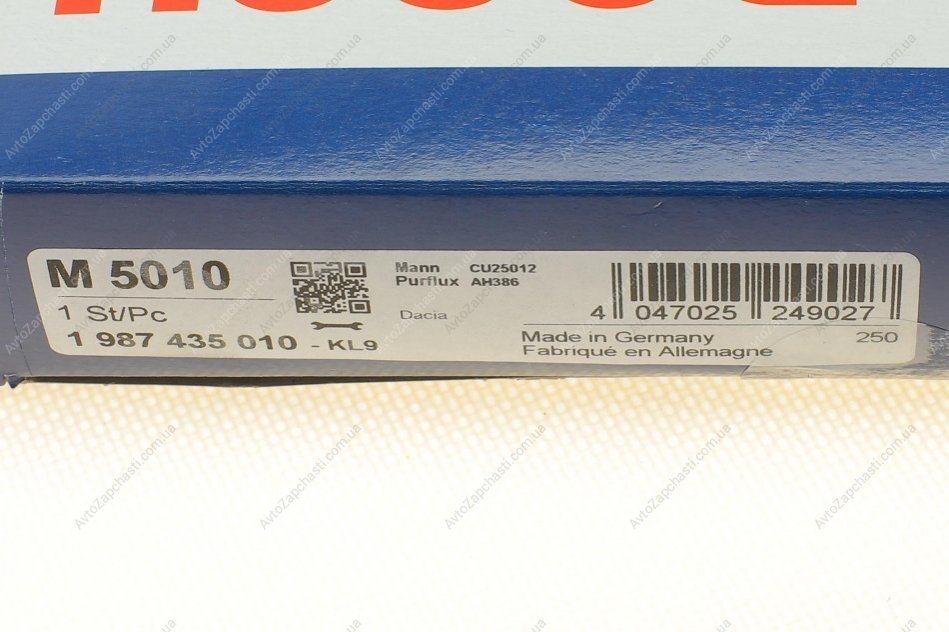 M 5010
1 St/Pc
1 987 435 010 - KL9
Mann CU25012
Purflux AH386
Dacia
4 047025 249027
Made in Germany 250
Fabriqué en Allemagne
AvtoZapchasti.com.ua